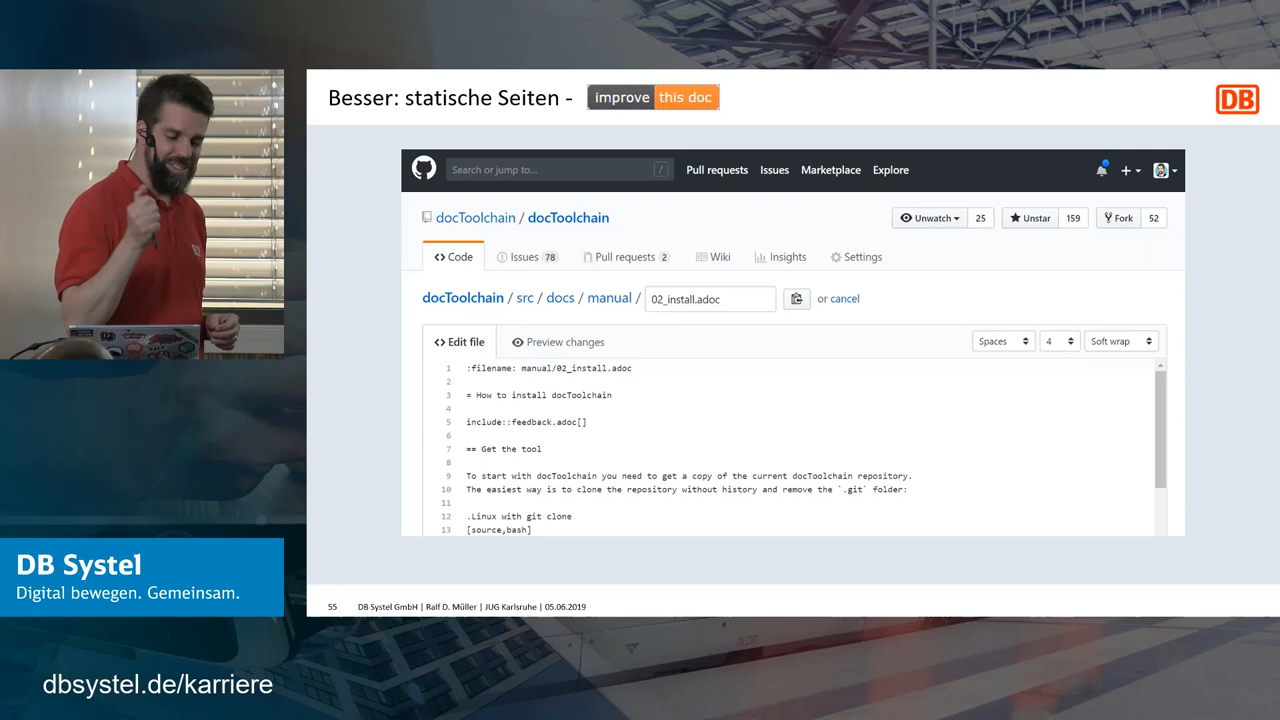 Besser: statische Seiten - improve this doc
DB
Search or jump to... / Pull requests Issues Marketplace Explore
docToolchain / docToolchain Unwatch 25 Unstar 159 Fork 52
Code Issues 78 Pull requests 2 Wiki Insights Settings
docToolchain / src / docs / manual / 02_install.adoc or cancel
Edit file Preview changes Spaces 4 Soft wrap
1 :filename: manual/02_install.adoc
2
3 = How to install docToolchain
4
5 include::feedback.adoc[]
6
7 == Get the tool
8
9 To start with docToolchain you need to get a copy of the current docToolchain repository.
10 The easiest way is to clone the repository without history and remove the `.git` folder:
11
12 .Linux with git clone
13 [source,bash]
DB Systel
Digital bewegen. Gemeinsam.
55 DB Systel GmbH | Ralf D. Müller | JUG Karlsruhe | 05.06.2019
dbsystel.de/karriere